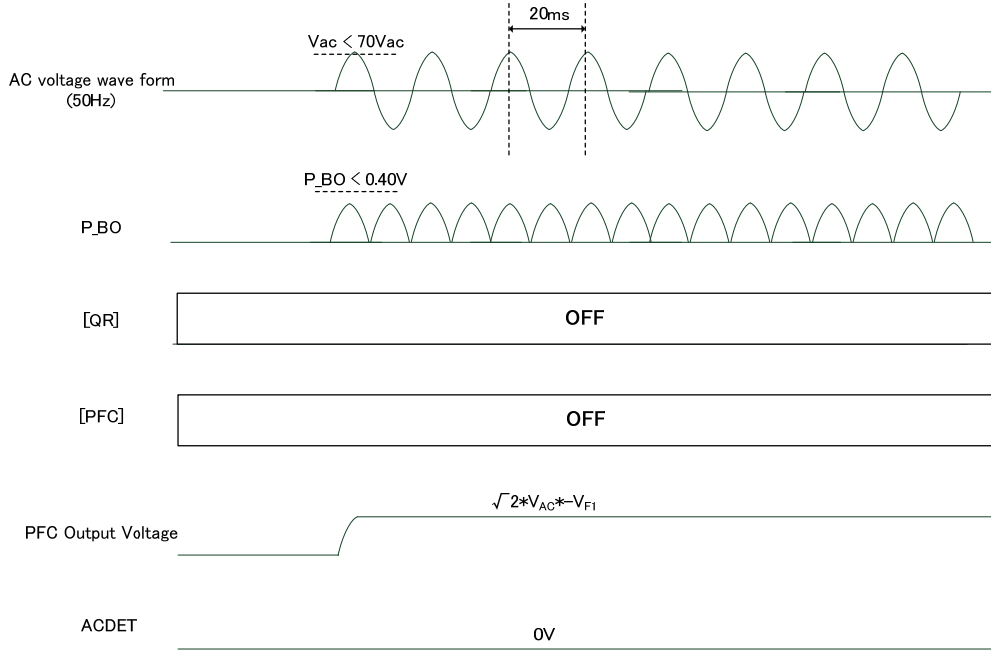 20ms
Vac < 70Vac
AC voltage wave form
(50Hz)
P_BO < 0.40V
P_BO
[QR]
OFF
[PFC]
OFF
√2*VAC*-VF1
PFC Output Voltage
ACDET
0V